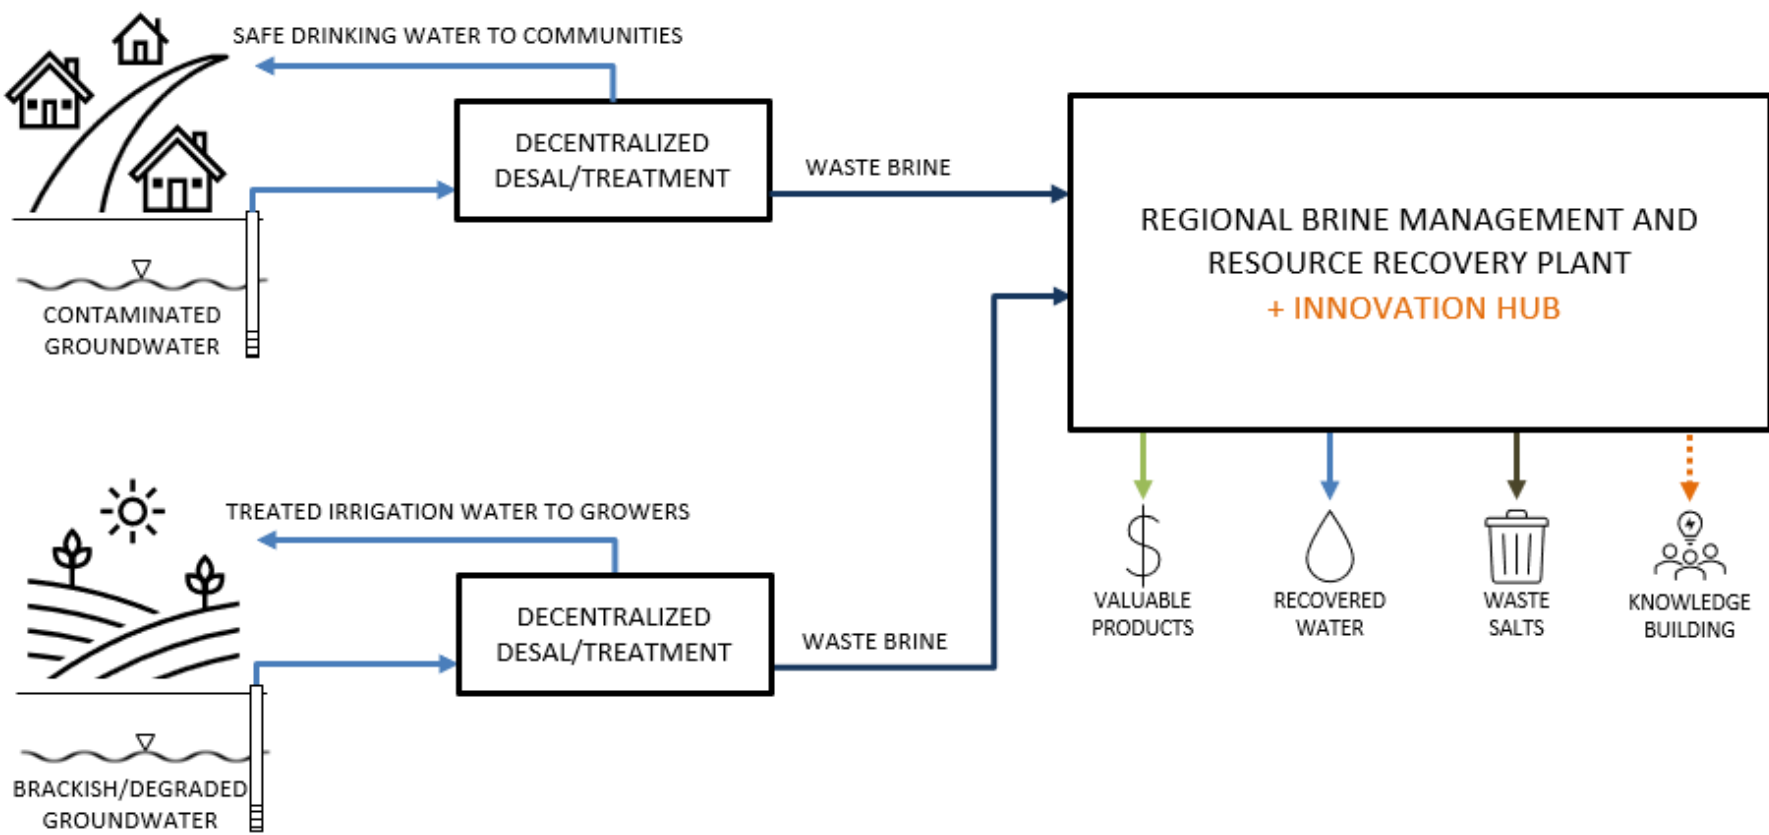 SAFE DRINKING WATER TO COMMUNITIES
DECENTRALIZED
DESAL/TREATMENT
WASTE BRINE
CONTAMINATED
GROUNDWATER
REGIONAL BRINE MANAGEMENT AND
RESOURCE RECOVERY PLANT
+ INNOVATION HUB
TREATED IRRIGATION WATER TO GROWERS
DECENTRALIZED
DESAL/TREATMENT
WASTE BRINE
BRACKISH/DEGRADED
GROUNDWATER
$
VALUABLE
PRODUCTS
RECOVERED
WATER
WASTE
SALTS
KNOWLEDGE
BUILDING